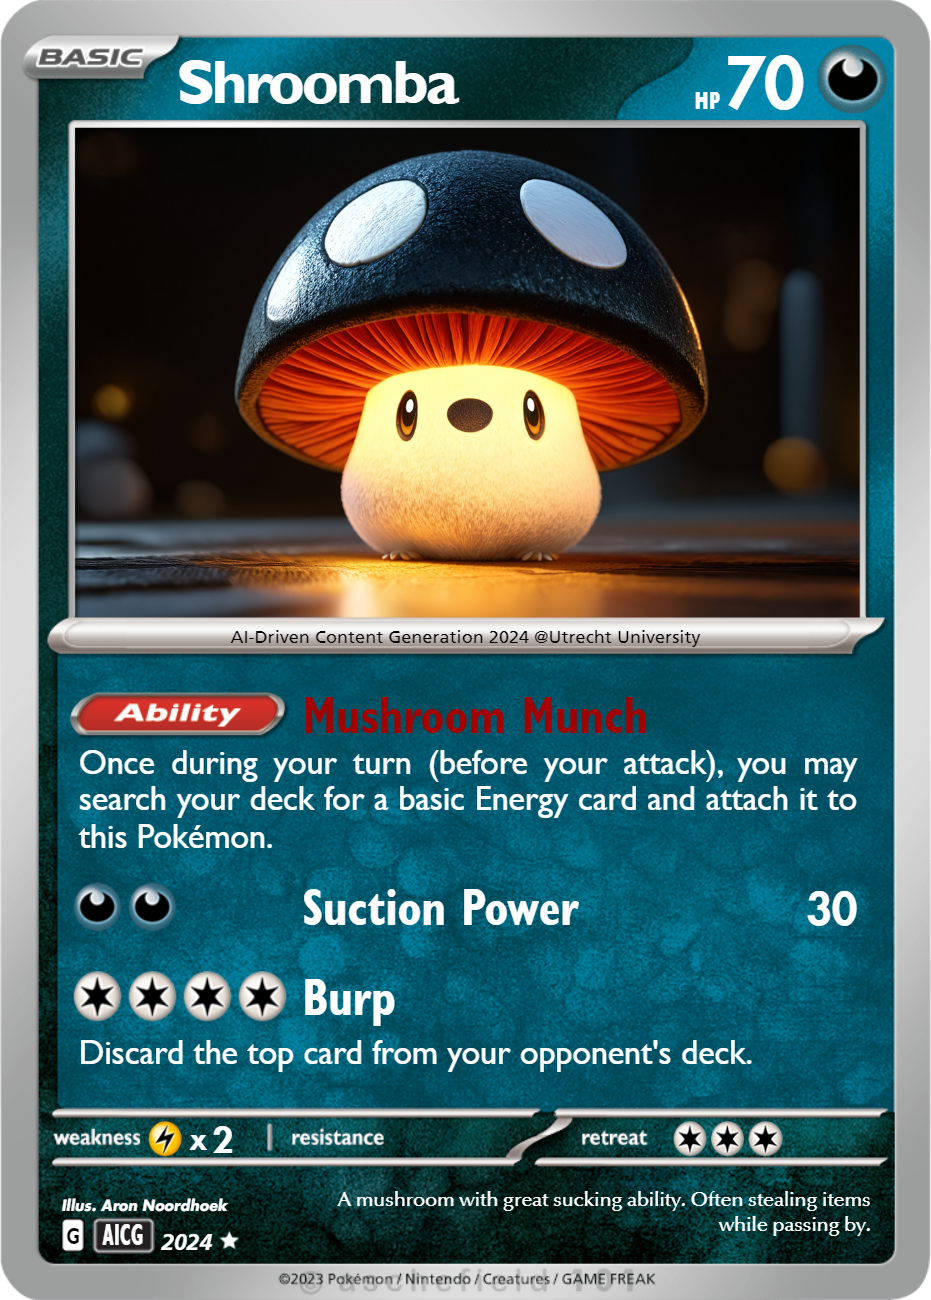 BASIC
Shroomba
HP 70
AI-Driven Content Generation 2024 @Utrecht University
Ability Mushroom Munch
Once during your turn (before your attack), you may
search your deck for a basic Energy card and attach it to
this Pokémon.
Suction Power 30
Burp
Discard the top card from your opponent's deck.
weakness x2 | resistance retreat
Illus. Aron Noordhoek
A mushroom with great sucking ability. Often stealing items
while passing by.
G AICG 2024 ★
©2023 Pokémon / Nintendo / Creatures / GAME FREAK